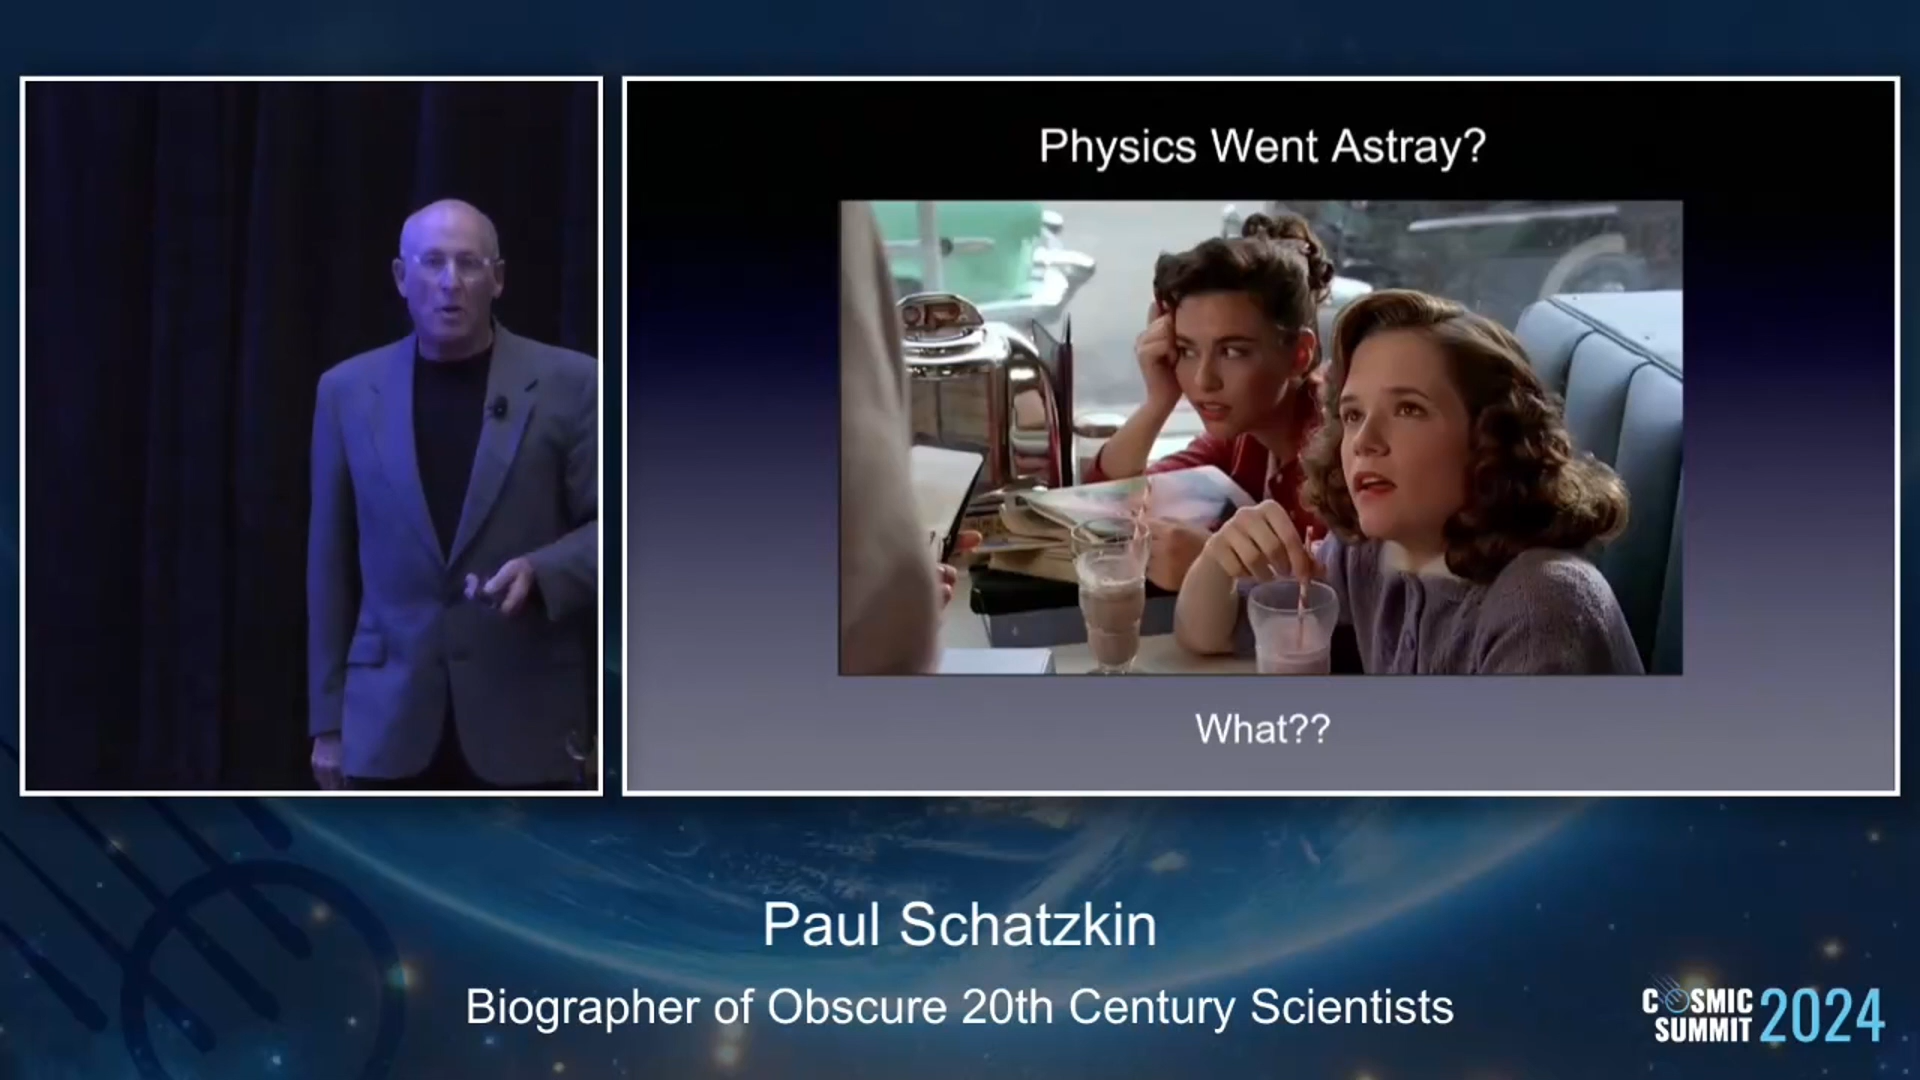 Physics Went Astray?
What??
Paul Schatzkin
Biographer of Obscure 20th Century Scientists
COSMIC
SUMMIT 2024